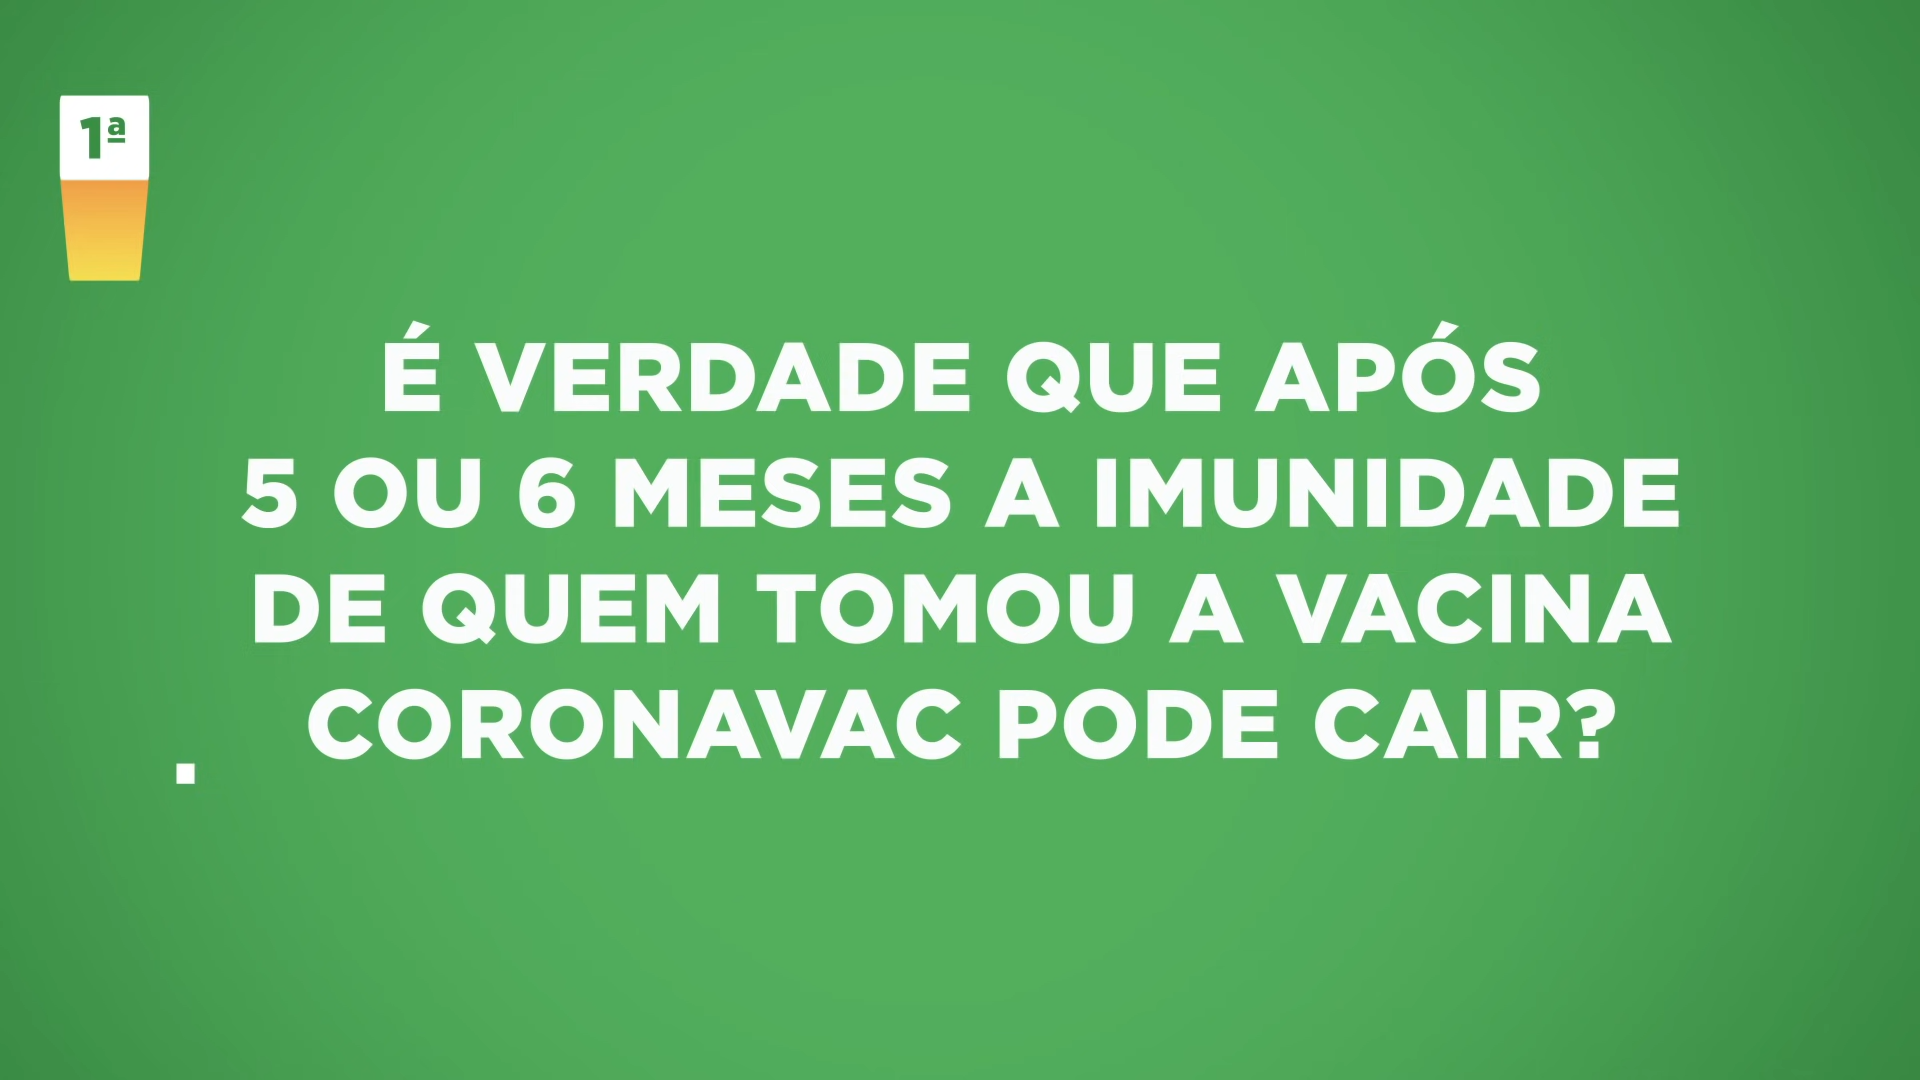 1ª
É VERDADE QUE APÓS
5 OU 6 MESES A IMUNIDADE
DE QUEM TOMOU A VACINA
CORONAVAC PODE CAIR?